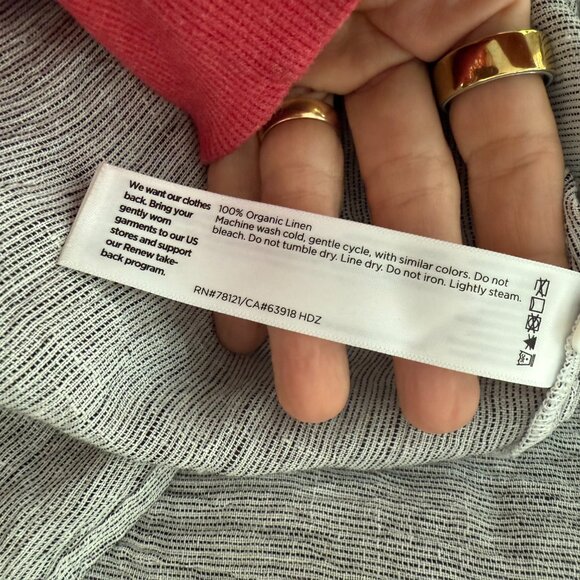 We want our clothes
back. Bring your
gently worn
garments to our US
stores and support
our Renew take-
back program.
100% Organic Linen
Machine wash cold, gentle cycle, with similar colors. Do not
bleach. Do not tumble dry. Line dry. Do not iron. Lightly steam.
RN#78121/CA#63918 HDZ